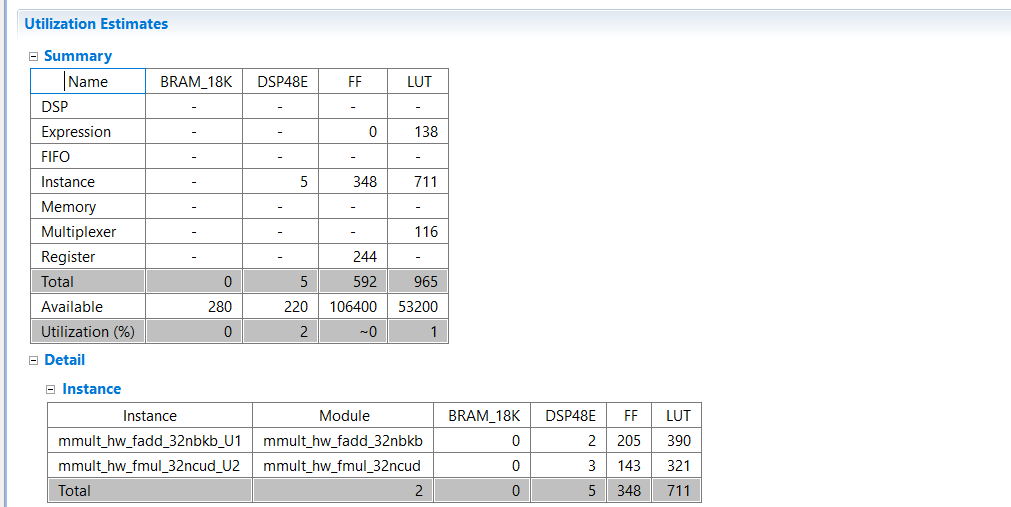 Utilization Estimates
Summary
Name BRAM_18K DSP48E FF LUT
DSP - - - -
Expression - - 0 138
FIFO - - - -
Instance - 5 348 711
Memory - - - -
Multiplexer - - - 116
Register - - 244 -
Total 0 5 592 965
Available 280 220 106400 53200
Utilization (%) 0 2 ~0 1
Detail
Instance
Instance Module BRAM_18K DSP48E FF LUT
mmult_hw_fadd_32nbkb_U1 mmult_hw_fadd_32nbkb 0 2 205 390
mmult_hw_fmul_32ncud_U2 mmult_hw_fmul_32ncud 0 3 143 321
Total 2 0 5 348 711